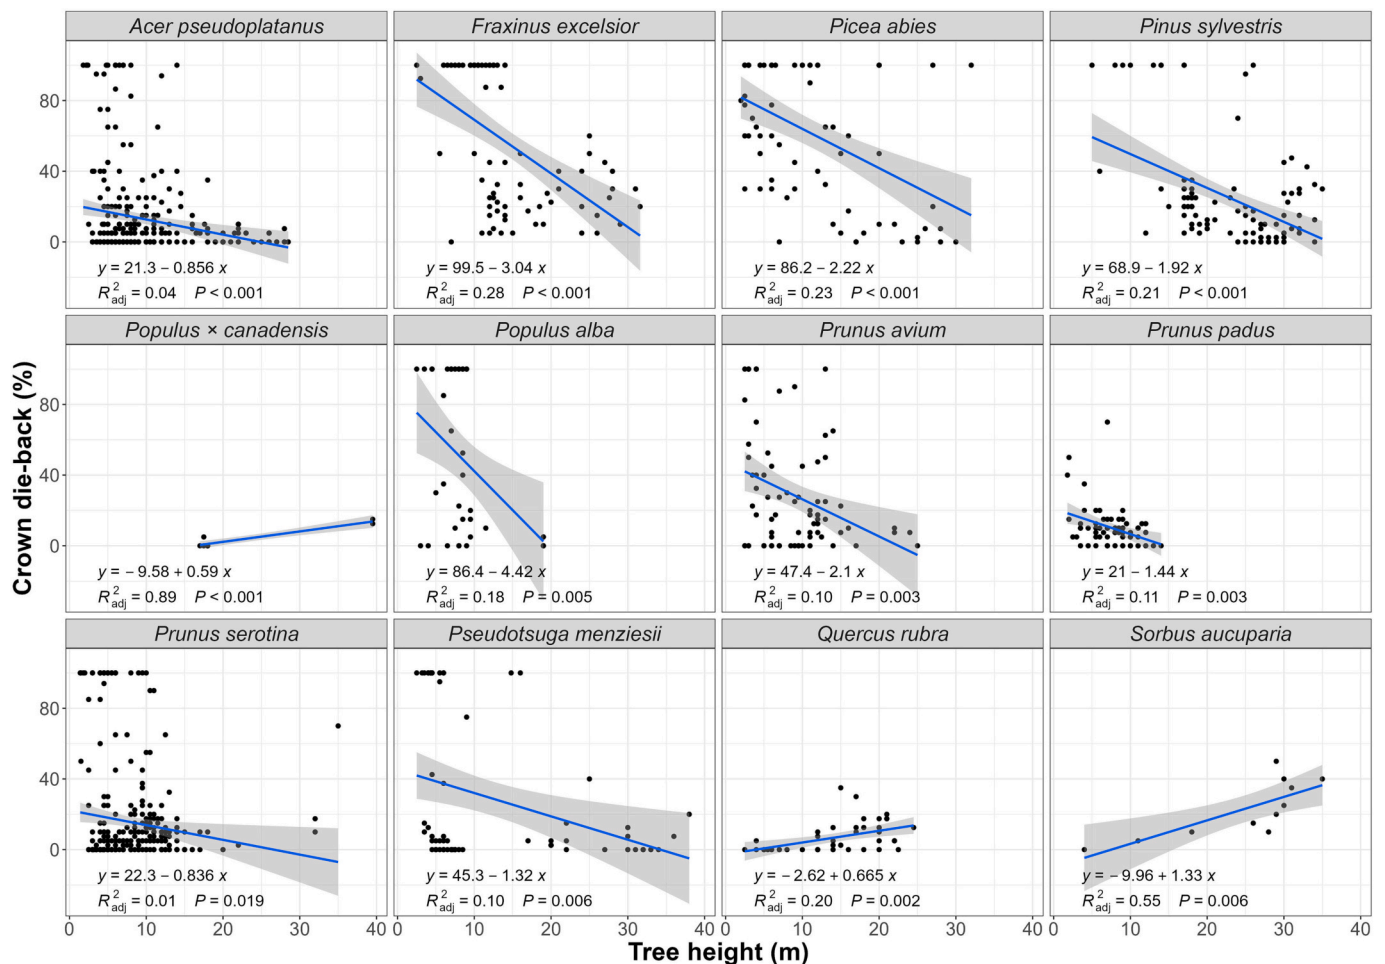 Acer pseudoplatanus Fraxinus excelsior Picea abies Pinus sylvestris
80
40
0
y = 21.3 − 0.856 x
R²adj = 0.04 P < 0.001
y = 99.5 − 3.04 x
R²adj = 0.28 P < 0.001
y = 86.2 − 2.22 x
R²adj = 0.23 P < 0.001
y = 68.9 − 1.92 x
R²adj = 0.21 P < 0.001
Populus × canadensis Populus alba Prunus avium Prunus padus
Crown die-back (%)
80
40
0
y = − 9.58 + 0.59 x
R²adj = 0.89 P < 0.001
y = 86.4 − 4.42 x
R²adj = 0.18 P = 0.005
y = 47.4 − 2.1 x
R²adj = 0.10 P = 0.003
y = 21 − 1.44 x
R²adj = 0.11 P = 0.003
Prunus serotina Pseudotsuga menziesii Quercus rubra Sorbus aucuparia
80
40
0
y = 22.3 − 0.836 x
R²adj = 0.01 P = 0.019
y = 45.3 − 1.32 x
R²adj = 0.10 P = 0.006
y = − 2.62 + 0.665 x
R²adj = 0.20 P = 0.002
y = − 9.96 + 1.33 x
R²adj = 0.55 P = 0.006
0 10 20 30 40 0 10 20 30 40 0 10 20 30 40 0 10 20 30 40
Tree height (m)